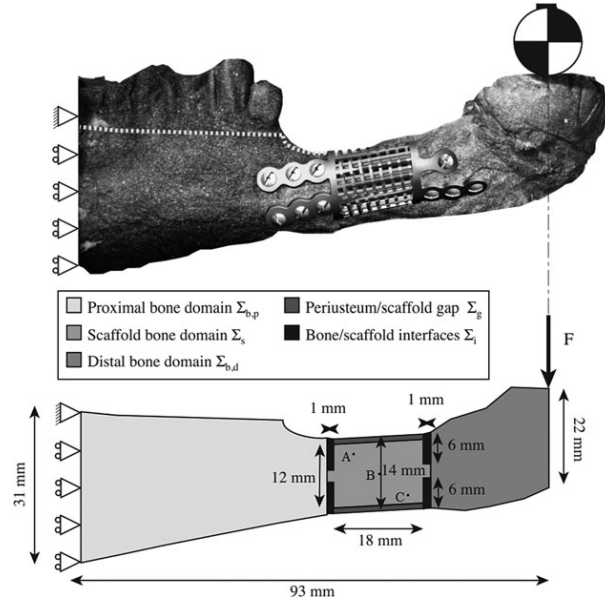 Proximal bone domain Σb,p
Periusteum/scaffold gap Σg
Scaffold bone domain Σs
Bone/scaffold interfaces Σi
Distal bone domain Σb,d
F
1 mm
1 mm
31 mm
12 mm
A
B
14 mm
C
6 mm
6 mm
22 mm
18 mm
93 mm